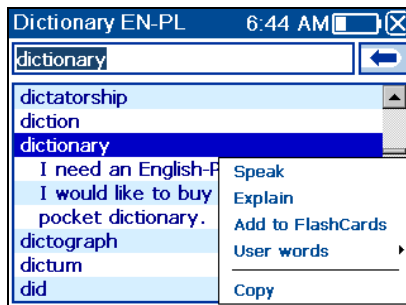 Dictionary EN-PL 6:44 AM
dictionary
dictatorship
diction
dictionary
I need an English-P
I would like to buy
pocket dictionary.
dictograph
dictum
did
Speak
Explain
Add to FlashCards
User words
Copy